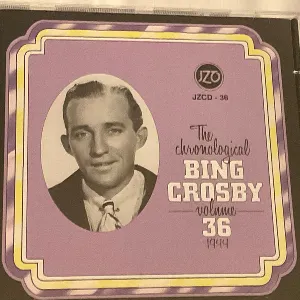 JZO
JZCD - 36
The
chronological
BING
CROSBY
volume
36
1944